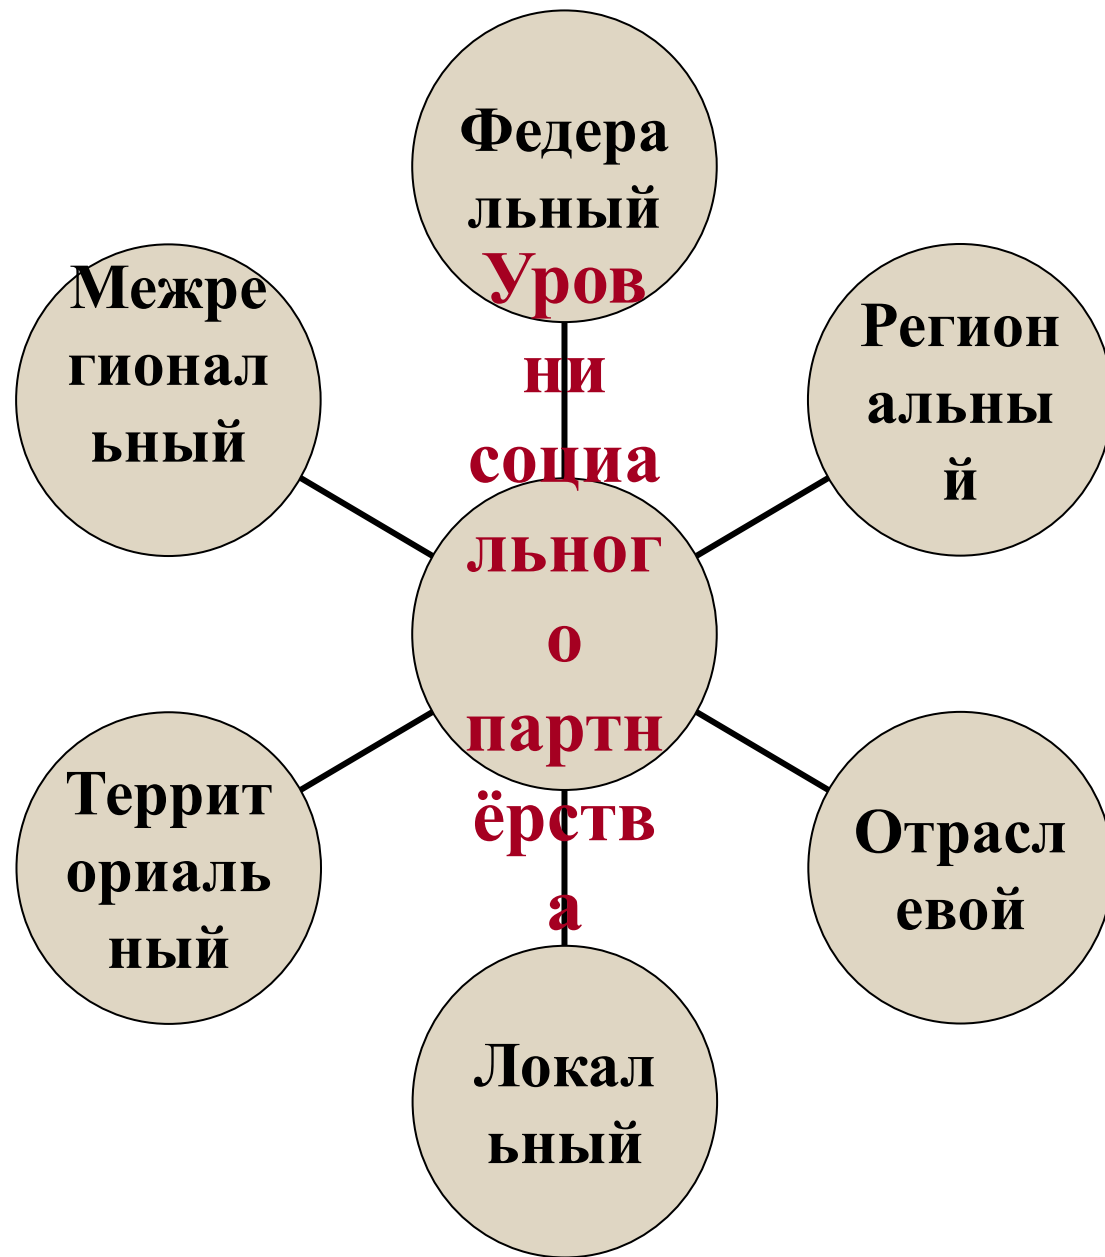 Федера
льный
Межре
гионал
ьный
Регион
альны
й
Уров
ни
социа
льног
о
партн
ёрств
а
Террит
ориаль
ный
Отрасл
евой
Локал
ьный